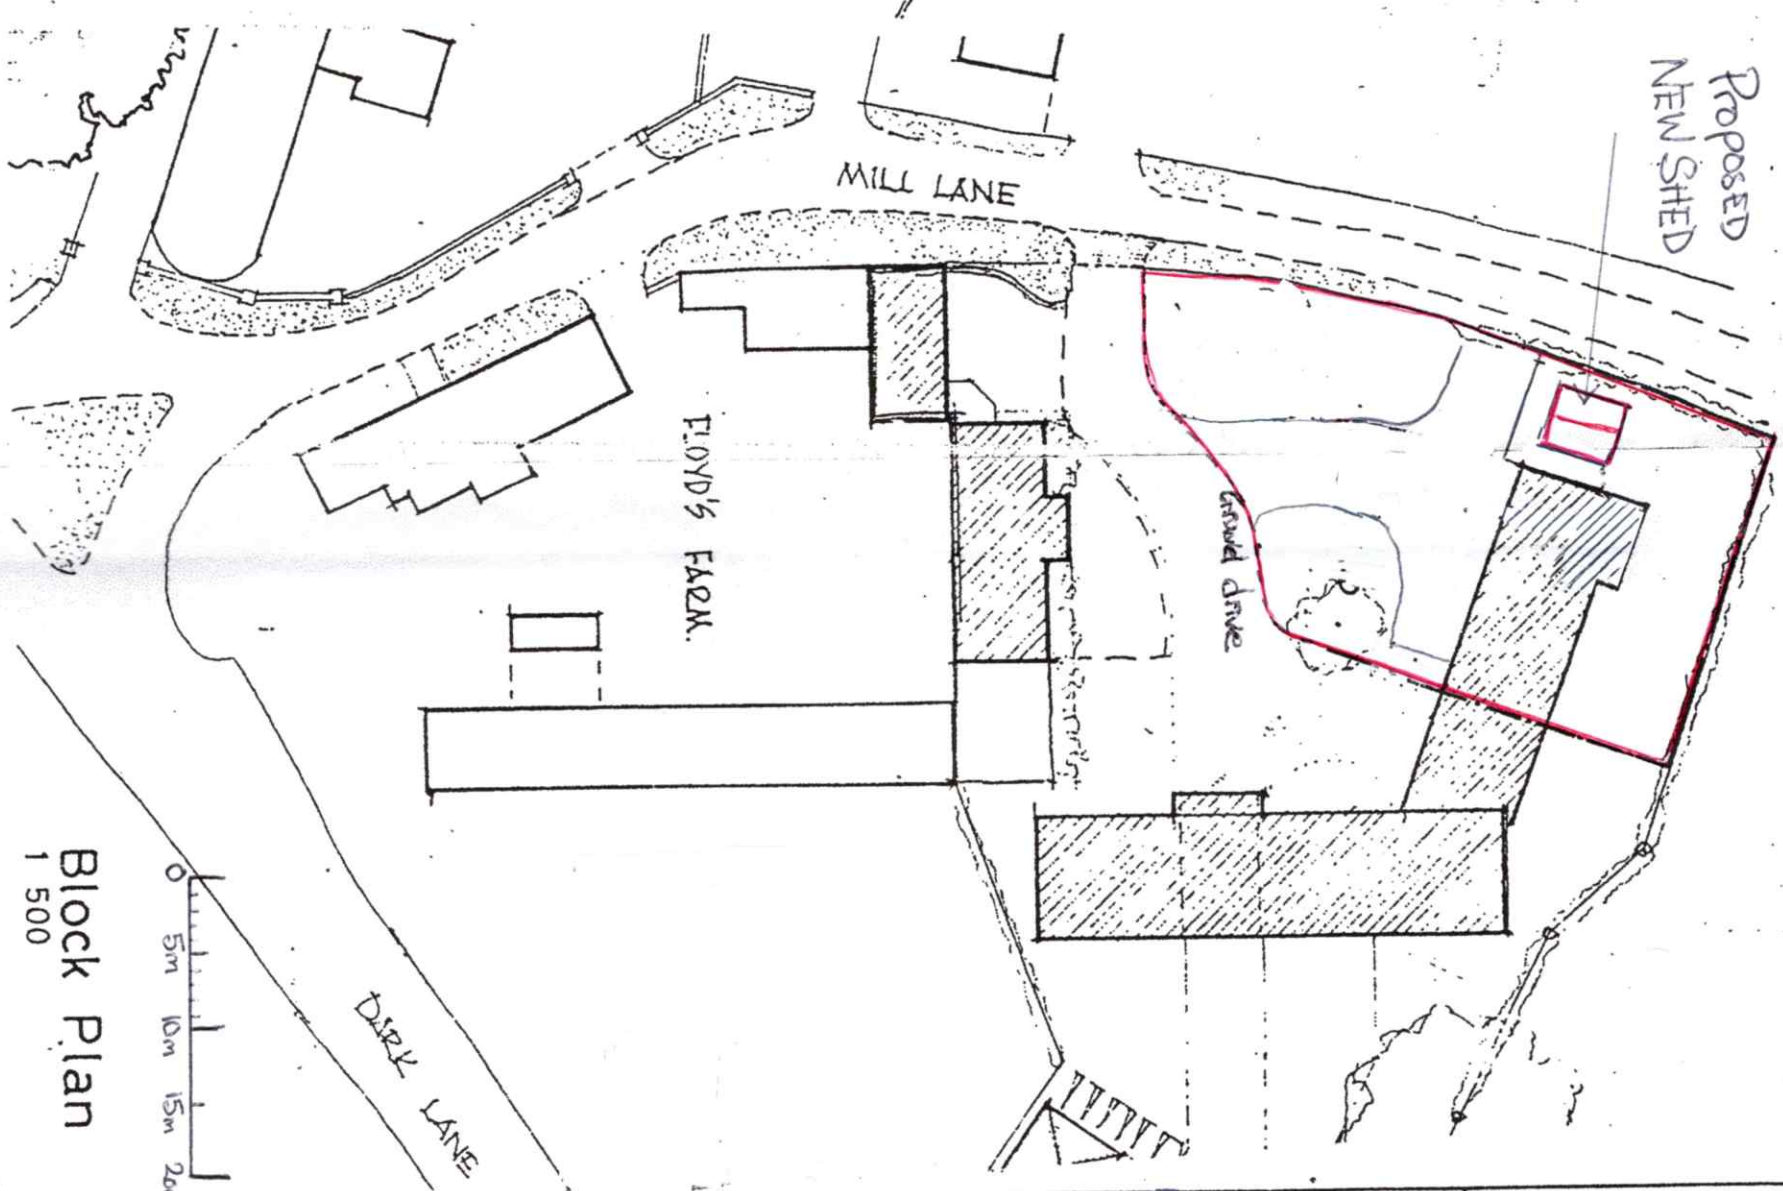 Proposed
NEW SHED
MILL LANE
FLOYD'S FARM.
Gravel drive
DARK LANE
Block Plan
1 500
0 5m 10m 15m